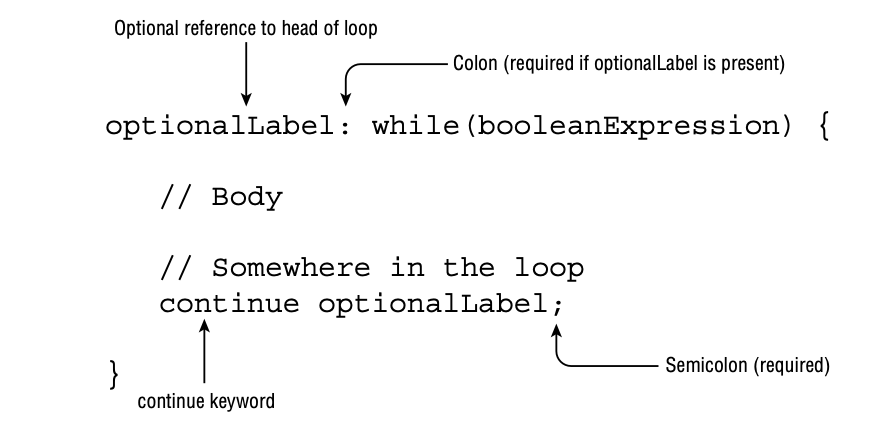 Optional reference to head of loop
Colon (required if optionalLabel is present)
optionalLabel: while(booleanExpression) {
// Body
// Somewhere in the loop
continue optionalLabel;
Semicolon (required)
}
continue keyword